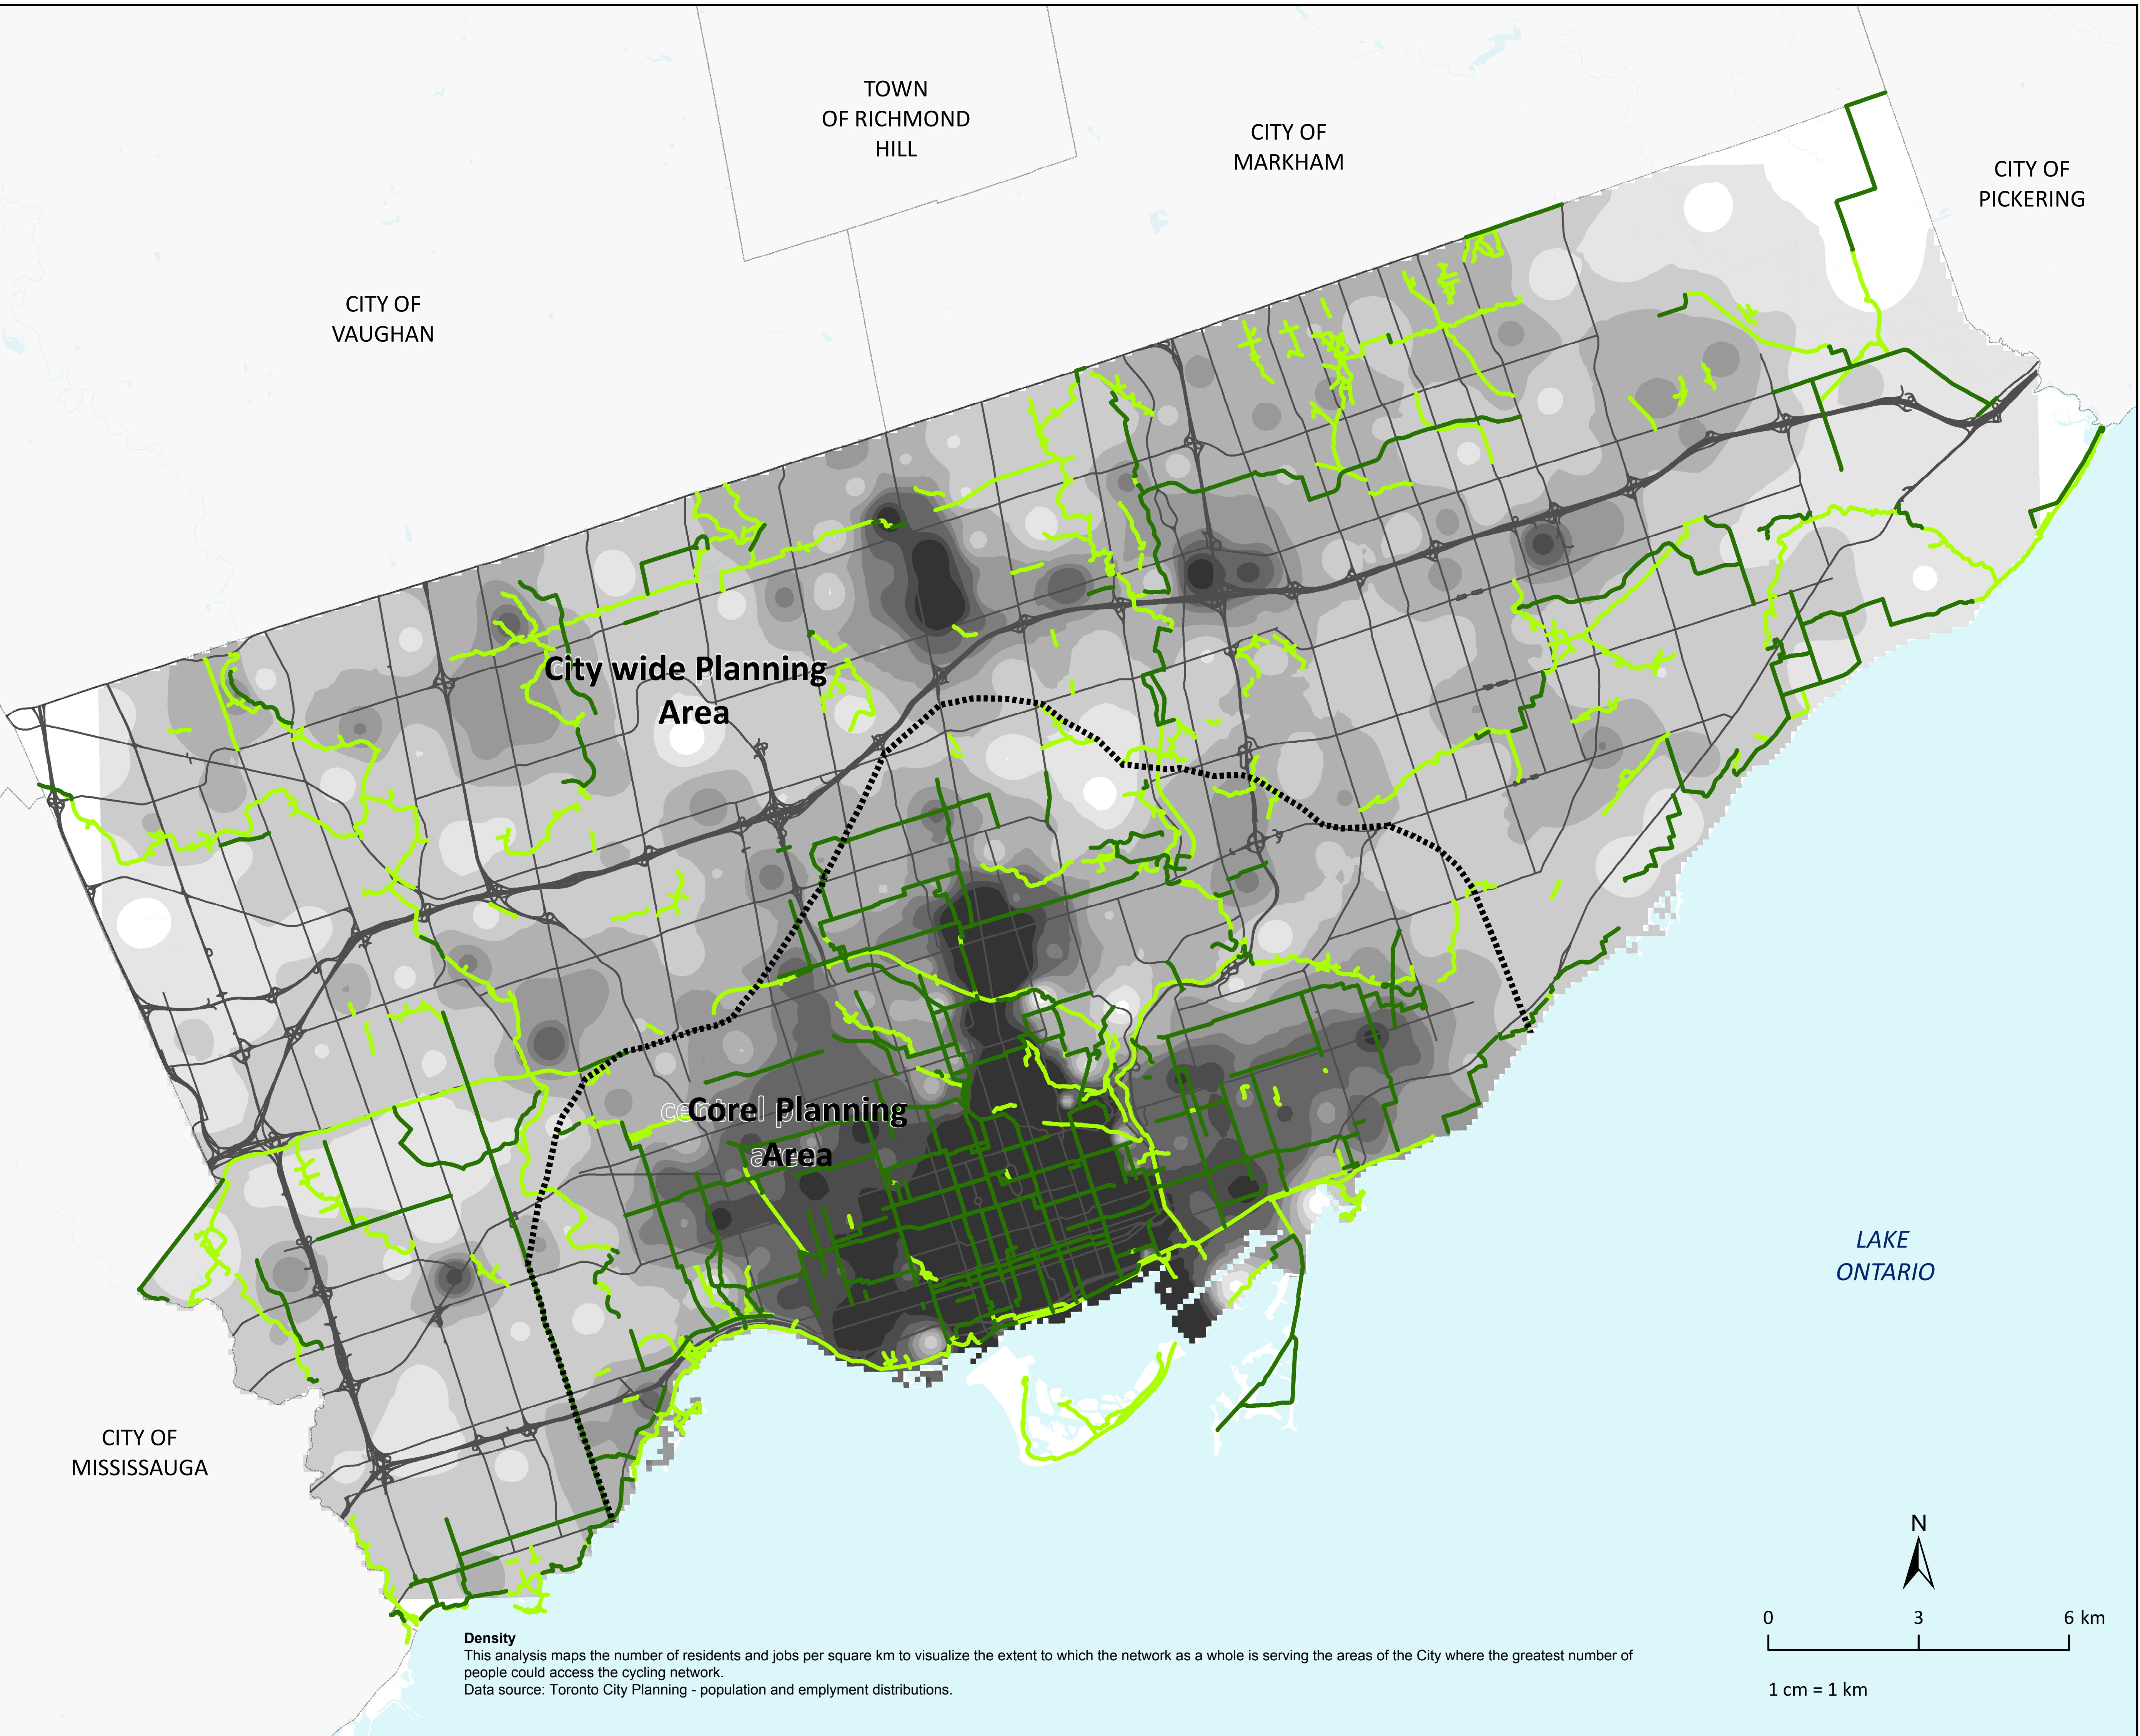 TOWN
OF RICHMOND
HILL
CITY OF
MARKHAM
CITY OF
PICKERING
CITY OF
VAUGHAN
City wide Planning
Area
Corel Planning
Area
LAKE
ONTARIO
CITY OF
MISSISSAUGA
N
0 3 6 km
1 cm = 1 km
Density
This analysis maps the number of residents and jobs per square km to visualize the extent to which the network as a whole is serving the areas of the City where the greatest number of
people could access the cycling network.
Data source: Toronto City Planning - population and emplyment distributions.